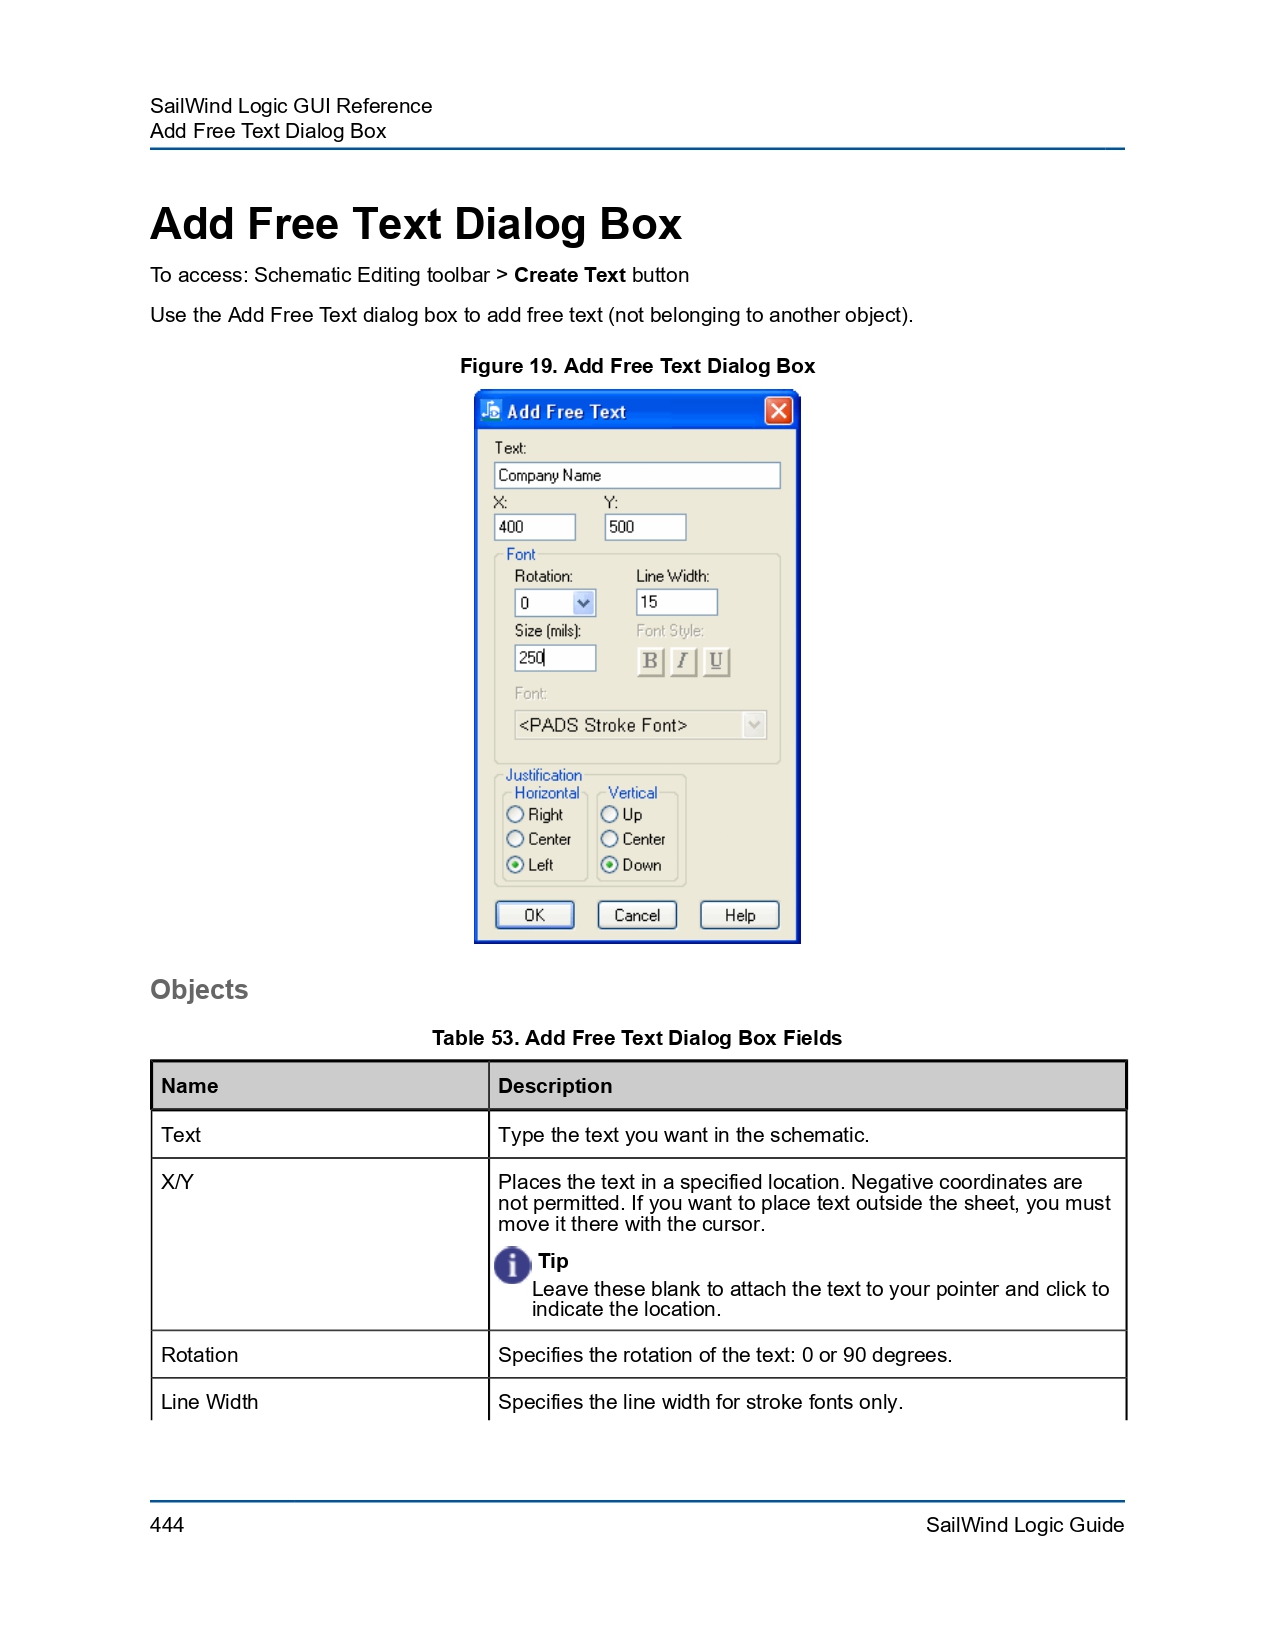 SailWind Logic GUI Reference
Add Free Text Dialog Box
Add Free Text Dialog Box
To access: Schematic Editing toolbar > Create Text button
Use the Add Free Text dialog box to add free text (not belonging to another object).
Figure 19. Add Free Text Dialog Box
Add Free Text
Text:
Company Name
X: Y:
400 500
Font
Rotation: Line Width:
0 15
Size (mils): Font Style:
250 B I U
Font:
<PADS Stroke Font>
Justification
Horizontal Vertical
Right Up
Center Center
Left Down
OK Cancel Help
Objects
Table 53. Add Free Text Dialog Box Fields
Name Description
Text Type the text you want in the schematic.
X/Y Places the text in a specified location. Negative coordinates are
not permitted. If you want to place text outside the sheet, you must
move it there with the cursor.
Tip
Leave these blank to attach the text to your pointer and click to
indicate the location.
Rotation Specifies the rotation of the text: 0 or 90 degrees.
Line Width Specifies the line width for stroke fonts only.
444 SailWind Logic Guide